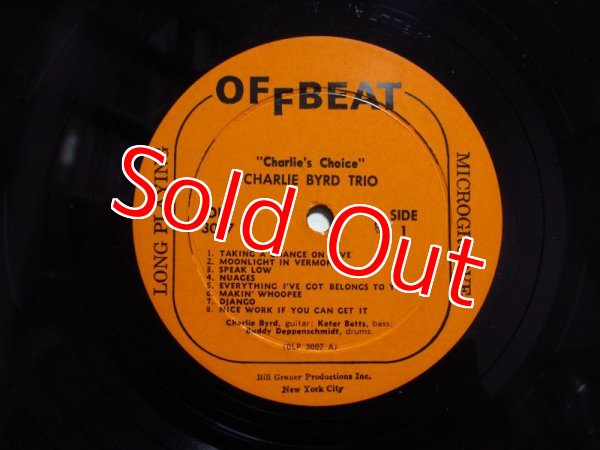 OFFBEAT
"Charlie's Choice"
CHARLIE BYRD TRIO
LONG PLAYING
SIDE
1
1. TAKING A CHANCE ON LOVE
2. MOONLIGHT IN VERMONT
3. SPEAK LOW
4. NUAGES
5. EVERYTHING I'VE GOT BELONGS TO
6. MAKIN' WHOOPEE
7. DJANGO
8. NICE WORK IF YOU CAN GET IT
Charlie Byrd, guitar; Keter Betts, bass;
Buddy Deppenschmidt, drums.
(OLP 3007 A)
Bill Grauer Productions Inc.
New York City
Sold Out